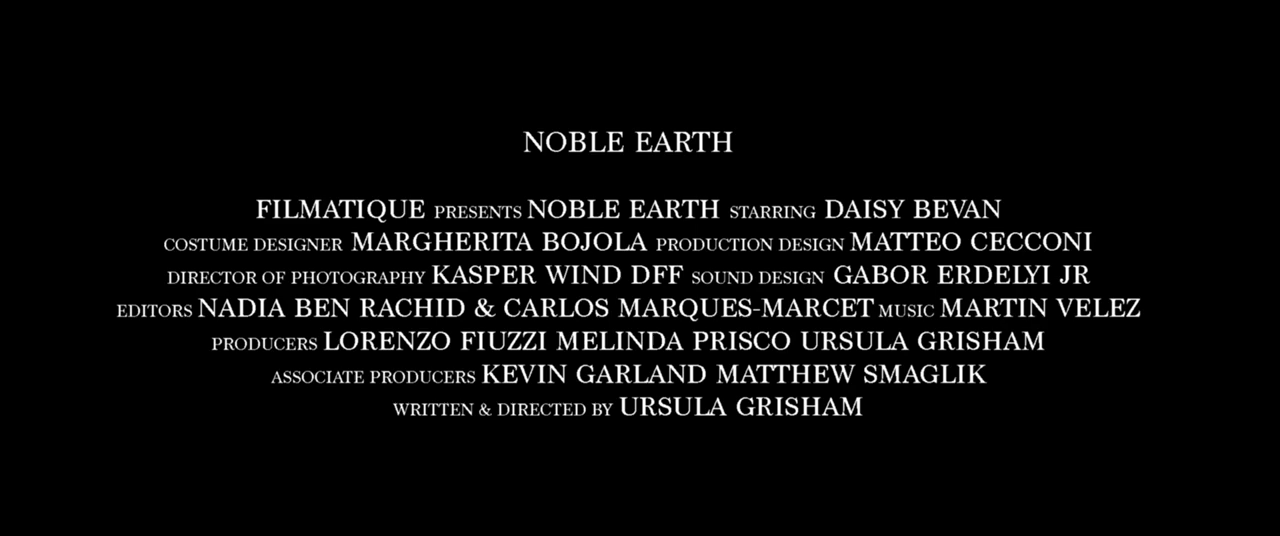 NOBLE EARTH
FILMATIQUE PRESENTS NOBLE EARTH STARRING DAISY BEVAN
COSTUME DESIGNER MARGHERITA BOJOLA PRODUCTION DESIGN MATTEO CECCONI
DIRECTOR OF PHOTOGRAPHY KASPER WIND DFF SOUND DESIGN GABOR ERDELYI JR
EDITORS NADIA BEN RACHID & CARLOS MARQUES-MARCET MUSIC MARTIN VELEZ
PRODUCERS LORENZO FIUZZI MELINDA PRISCO URSULA GRISHAM
ASSOCIATE PRODUCERS KEVIN GARLAND MATTHEW SMAGLIK
WRITTEN & DIRECTED BY URSULA GRISHAM